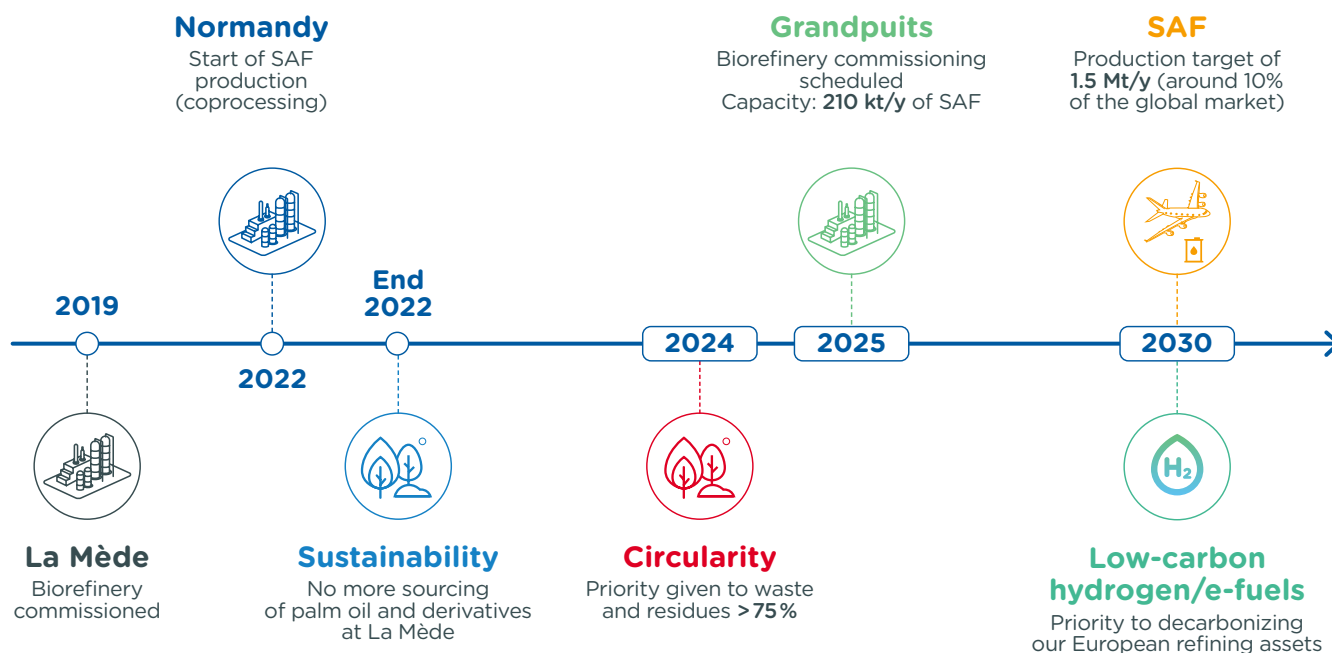 Normandy
Start of SAF
production
(coprocessing)
Grandpuits
Biorefinery commissioning
scheduled
Capacity: 210 kt/y of SAF
SAF
Production target of
1.5 Mt/y (around 10%
of the global market)
2019
2022
End
2022
2024
2025
2030
La Mède
Biorefinery
commissioned
Sustainability
No more sourcing
of palm oil and derivatives
at La Mède
Circularity
Priority given to waste
and residues >75%
H2
Low-carbon
hydrogen/e-fuels
Priority to decarbonizing
our European refining assets